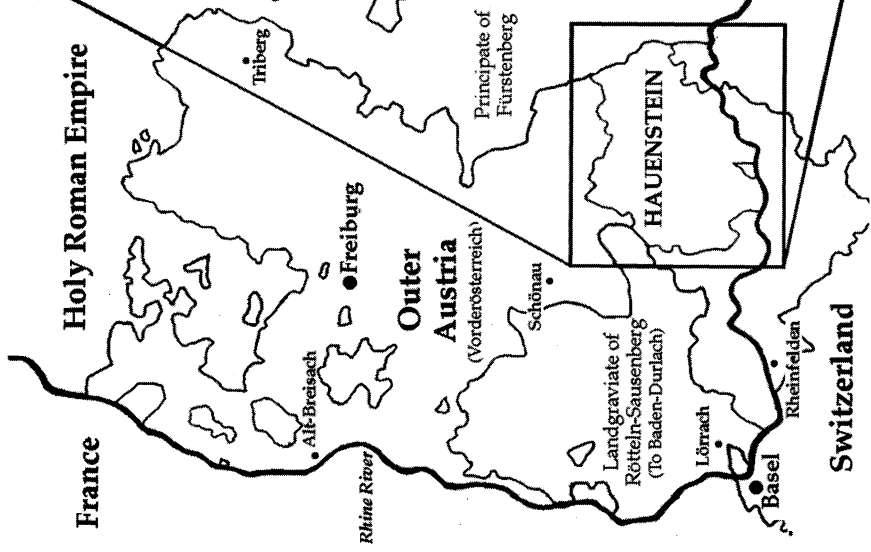 France
Holy Roman Empire
Triberg
Alt-Breisach
Freiburg
Rhine River
Outer
Austria
(Vorderösterreich)
Principate of
Fürstenberg
Schönau
Landgraviate of
Rötteln-Sausenberg
(To Baden-Durlach)
HAUENSTEIN
Lörrach
Basel
Rheinfelden
Switzerland